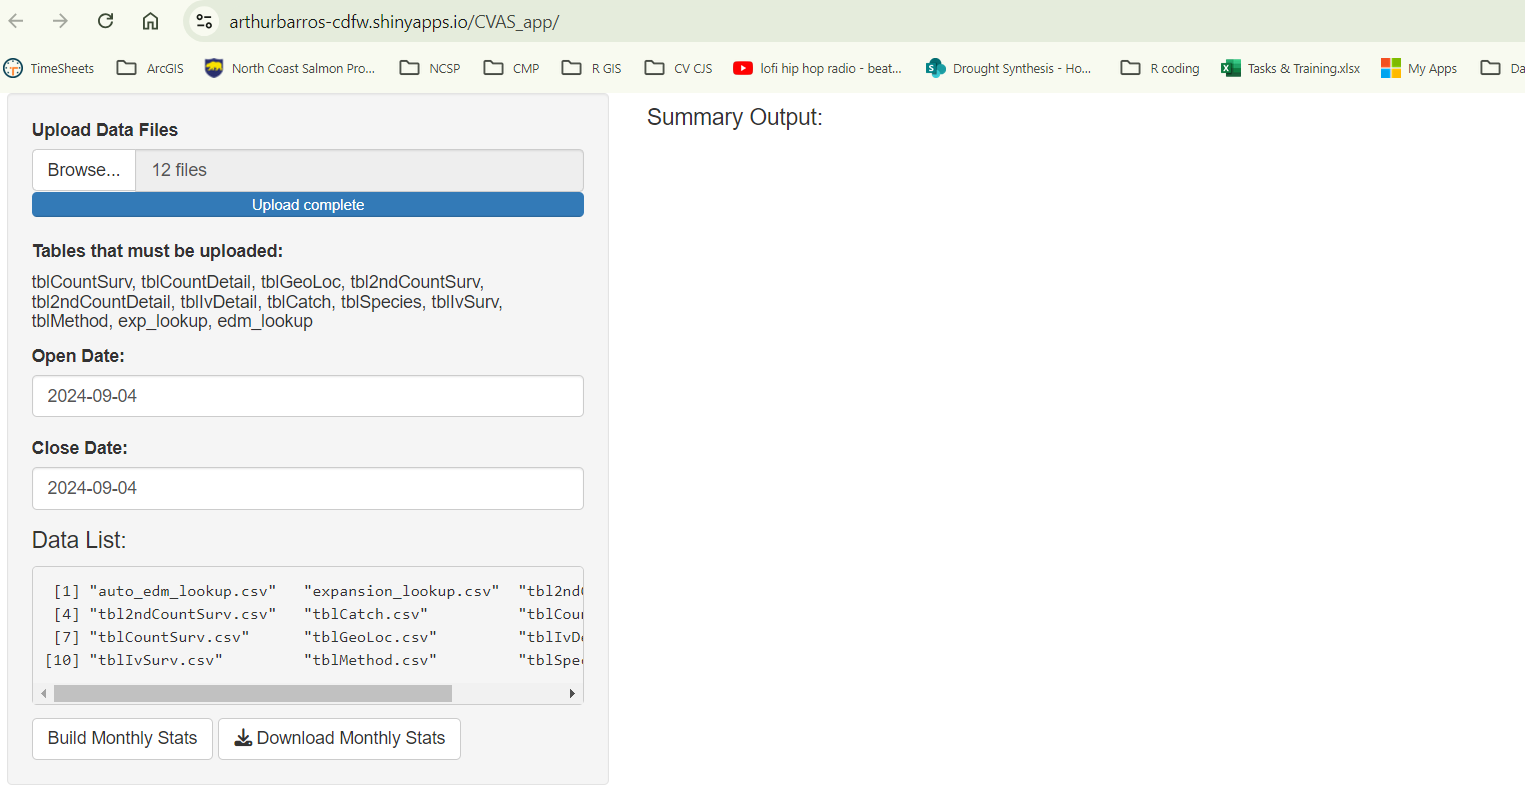 arthurbarros-cdfw.shinyapps.io/CVAS_app/
TimeSheets ArcGIS North Coast Salmon Pro... NCSP CMP R GIS CV CJS lofi hip hop radio - beat... Drought Synthesis - Ho... R coding Tasks & Training.xlsx My Apps Da
Upload Data Files
Browse... 12 files
Upload complete
Tables that must be uploaded:
tblCountSurv, tblCountDetail, tblGeoLoc, tbl2ndCountSurv,
tbl2ndCountDetail, tblIvDetail, tblCatch, tblSpecies, tblIvSurv,
tblMethod, exp_lookup, edm_lookup
Open Date:
2024-09-04
Close Date:
2024-09-04
Data List:
[1] "auto_edm_lookup.csv" "expansion_lookup.csv" "tbl2nd
[4] "tbl2ndCountSurv.csv" "tblCatch.csv" "tblCou
[7] "tblCountSurv.csv" "tblGeoLoc.csv" "tblIvD
[10] "tblIvSurv.csv" "tblMethod.csv" "tblSpe
Build Monthly Stats Download Monthly Stats
Summary Output: